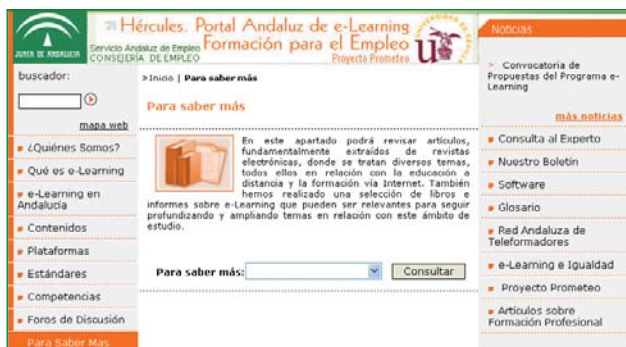 Hércules. Portal Andaluz de e-Learning
Formación para el Empleo
Proyecto Prometeo
Servicio Andaluz de Empleo
CONSEJERÍA DE EMPLEO
JUNTA DE ANDALUCIA
buscador:
mapa web
¿Quiénes Somos?
Qué es e-Learning
e-Learning en
Andalucía
Contenidos
Plataformas
Estándares
Competencias
Foros de Discusión
Para Saber Mas
»Inicio | Para saber más
Para saber más
En este apartado podrá revisar artículos,
fundamentalmente extraídos de revistas
electrónicas, donde se tratan diversos temas,
todos ellos en relación con la educación a
distancia y la formación vía Internet. También
hemos realizado una selección de libros e
informes sobre e-Learning que pueden ser relevantes para seguir
profundizando y ampliando temas en relación con este ámbito de
estudio.
Para saber más:
Consultar
Noticias
> Convocatoria de
Propuestas del Programa e-
Learning
más noticias
Consulta al Experto
Nuestro Boletín
Software
Glosario
Red Andaluza de
Teleformadores
e-Learning e Igualdad
Proyecto Prometeo
Artículos sobre
Formación Profesional